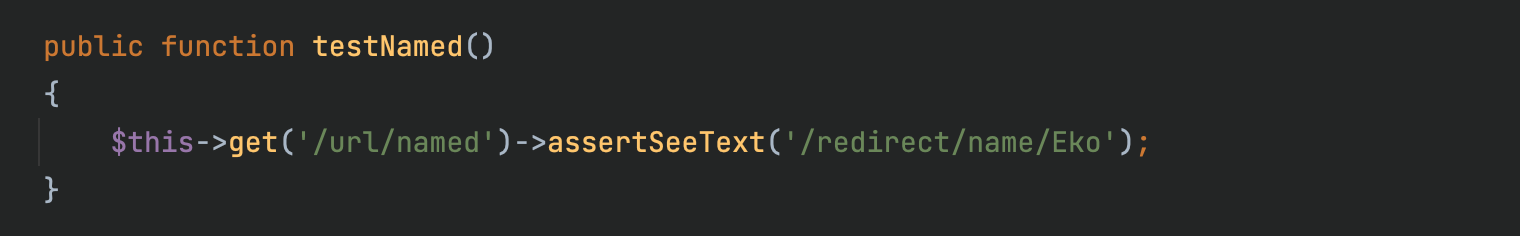 public function testNamed()
{
    $this->get('/url/named')->assertSeeText('/redirect/name/Eko');
}